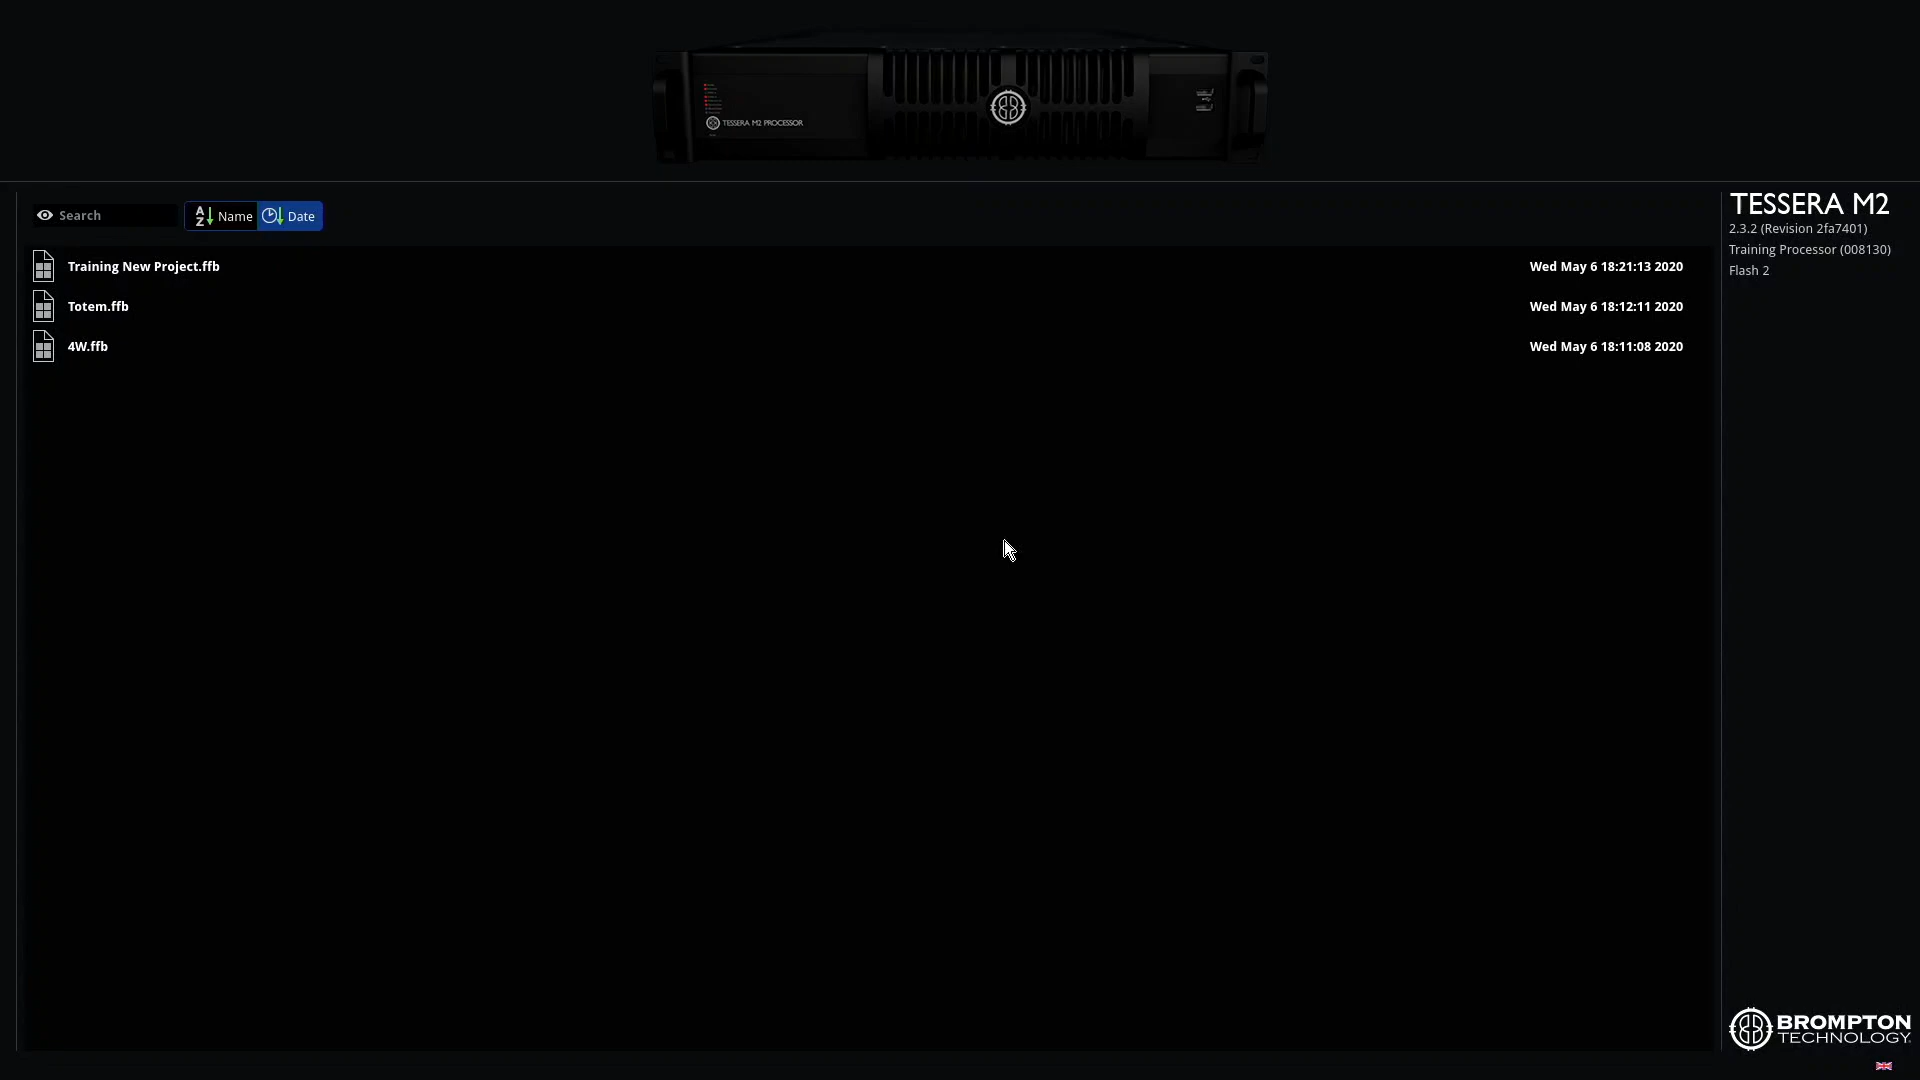 TESSERA M2 PROCESSOR
Search
Name
Date
Training New Project.ffb
Wed May 6 18:21:13 2020
Totem.ffb
Wed May 6 18:12:11 2020
4W.ffb
Wed May 6 18:11:08 2020
TESSERA M2
2.3.2 (Revision 2fa7401)
Training Processor (008130)
Flash 2
BROMPTON
TECHNOLOGY